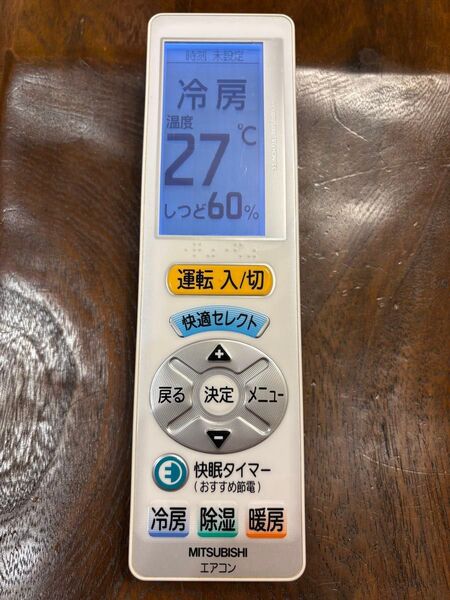 時刻 未設定
冷房
温度
27℃
しつど60%
運転 入/切
快適セレクト
+
戻る 決定 メニュー
−
E 快眠タイマー
(おすすめ節電)
冷房 除湿 暖房
MITSUBISHI
エアコン